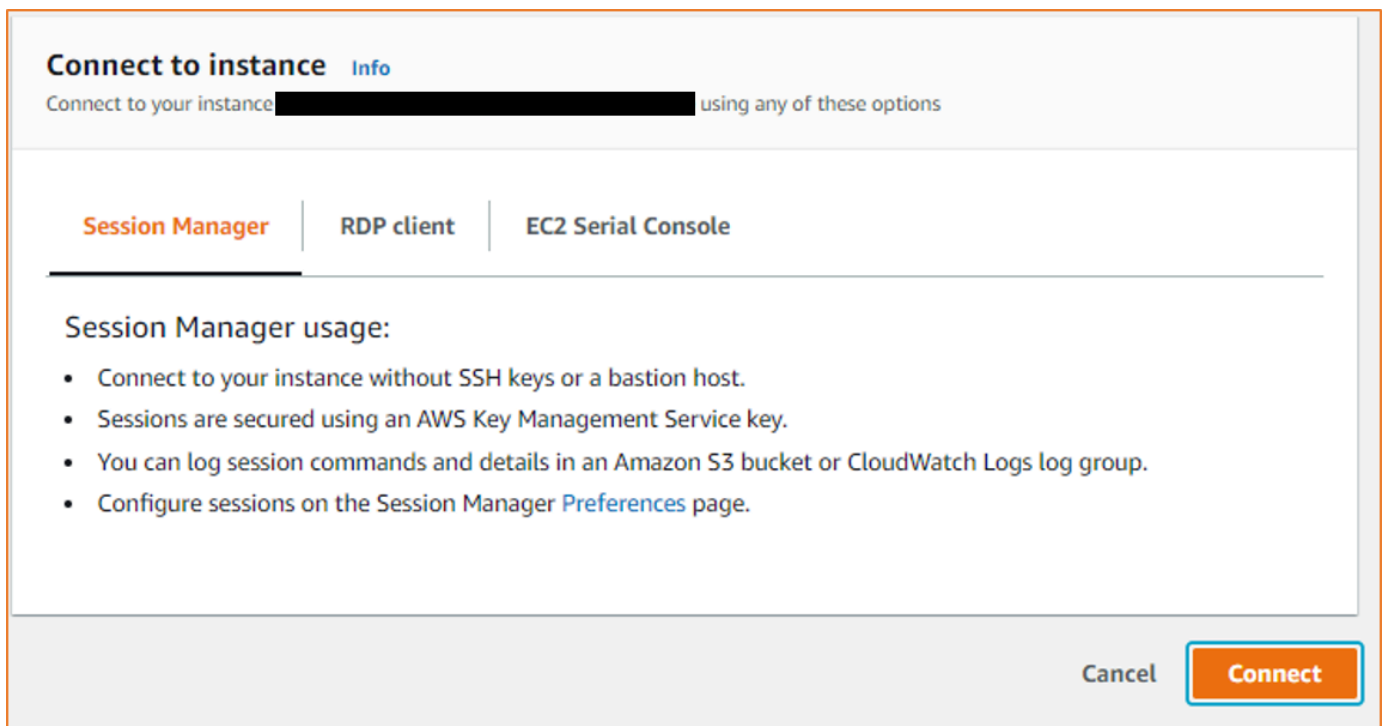 Connect to instance Info
Connect to your instance using any of these options
Session Manager RDP client EC2 Serial Console
Session Manager usage:
• Connect to your instance without SSH keys or a bastion host.
• Sessions are secured using an AWS Key Management Service key.
• You can log session commands and details in an Amazon S3 bucket or CloudWatch Logs log group.
• Configure sessions on the Session Manager Preferences page.
Cancel Connect